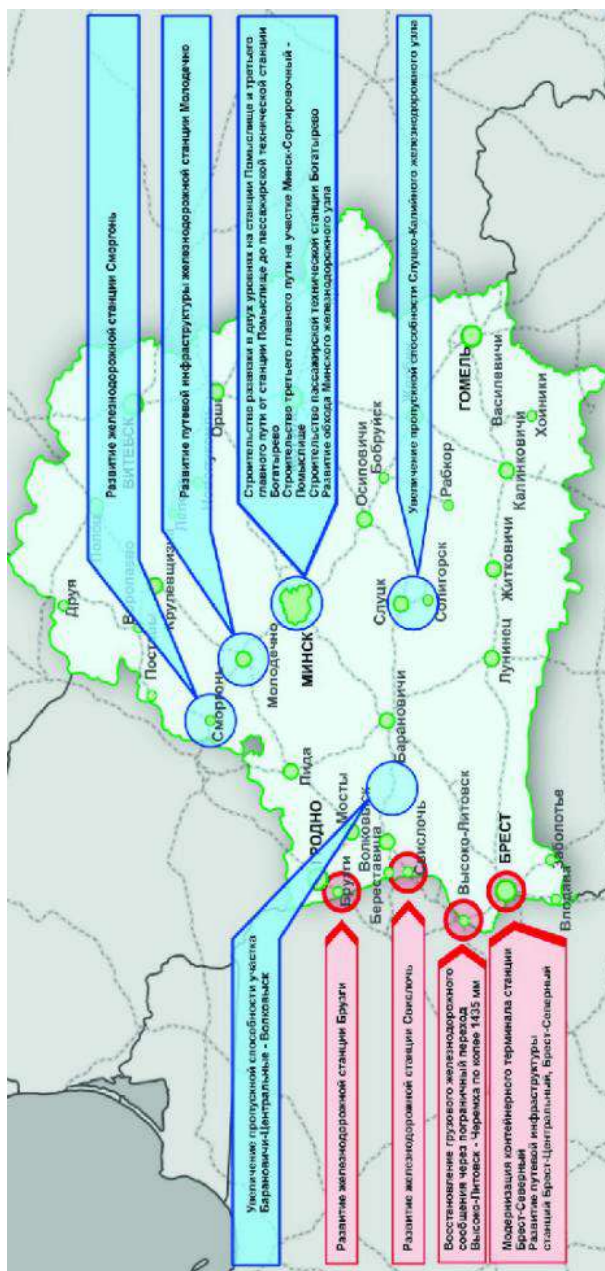 Развитие железнодорожной станции Сморгонь
Развитие путевой инфраструктуры железнодорожной станции Молодечно
Строительство развязки в двух уровнях на станции Помыслище и третьего
главного пути от станции Помыслище до пассажирской технической станции
Богатырево
Строительство третьего главного пути на участке Минск-Сортировочный -
Помыслище
Строительство пассажирской технической станции Богатырево
Развитие обхода Минского железнодорожного узла
Увеличение пропускной способности Слуцко-Калийного железнодорожного узла
Увеличение пропускной способности участка
Барановичи-Центральные - Волковыск
Развитие железнодорожной станции Брузги
Развитие железнодорожной станции Свислочь
Восстановление грузового железнодорожного
сообщения через пограничный переход
Высоко-Литовск - Черемха по колее 1435 мм
Модернизация контейнерного терминала станции
Брест-Северный
Развитие путевой инфраструктуры
станций Брест-Центральный, Брест-Северный
Друя
Полоцк
Воропаево
ВИТЕБСК
Поставы
Крулевщизна
Орша
Сморгонь
Молодечно
МИНСК
Лида
РОДНО
Брузги
Мосты
Волковыск
Берестовица
Свислочь
Барановичи
Слуцк
Солигорск
Осиповичи
Бобруйск
Рабкор
ГОМЕЛЬ
Василевичи
Хойники
Калинковичи
Житковичи
Лунинец
Высоко-Литовск
БРЕСТ
Влодава
Заболотье